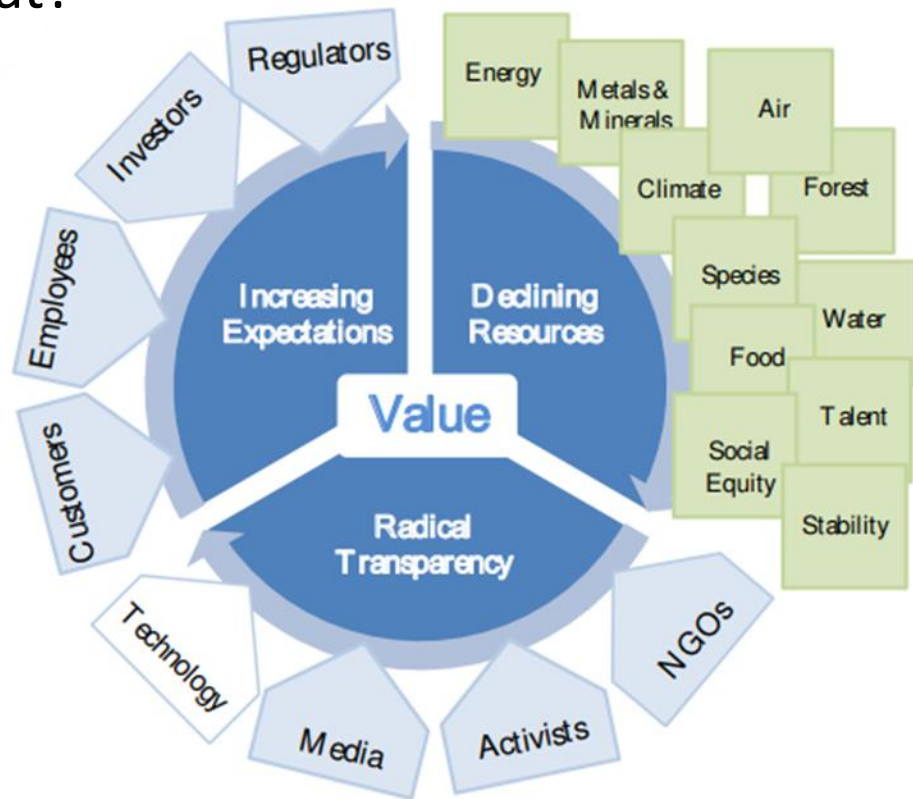 Regulators
Investors
Employees
Customers
Technology
Media
Activists
NGOs
Energy
Metals &
Minerals
Air
Climate
Forest
Species
Water
Food
Talent
Social
Equity
Stability
Increasing
Expectations
Declining
Resources
Value
Radical
Transparency